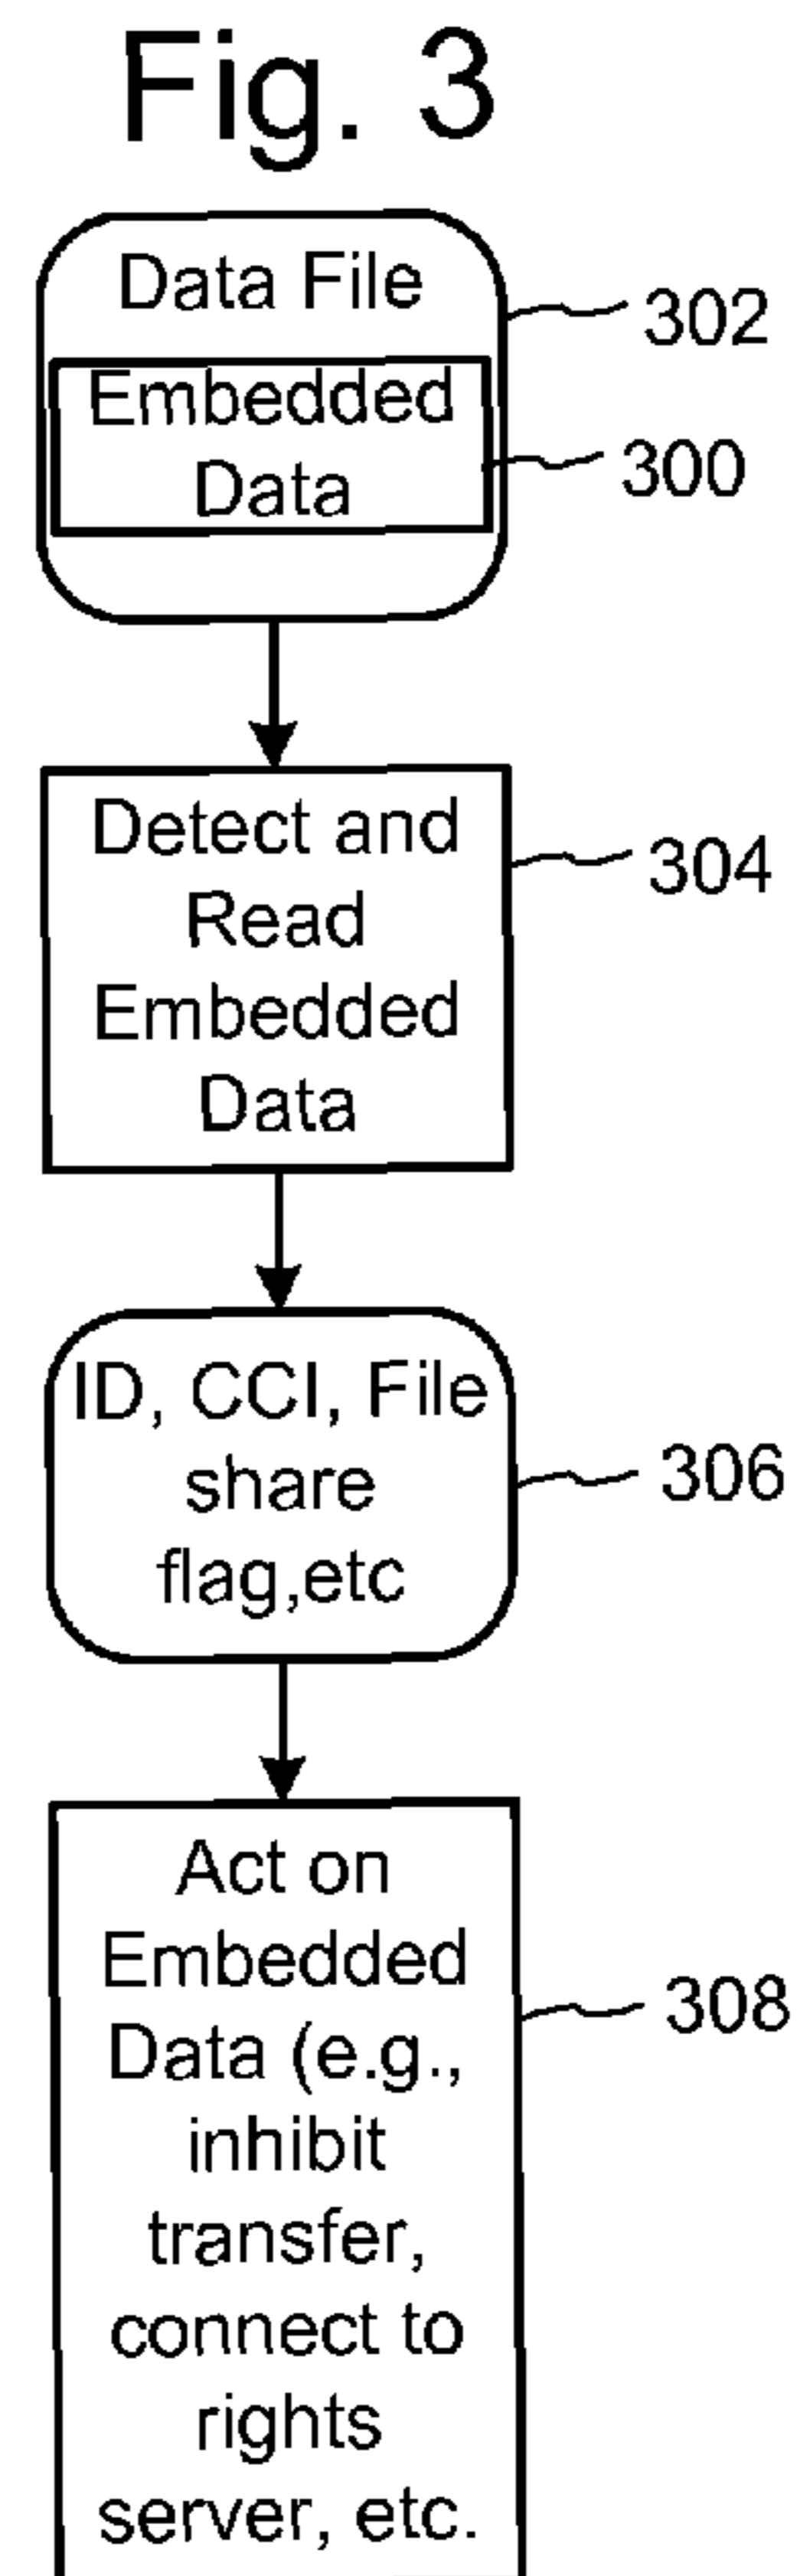 Fig. 3
Data File
302
Embedded
300
Data
Detect and
304
Read
Embedded
Data
ID, CCI, File
306
share
flag,etc
Act on
Embedded
308
Data (e.g.,
inhibit
transfer,
connect to
rights
server, etc.